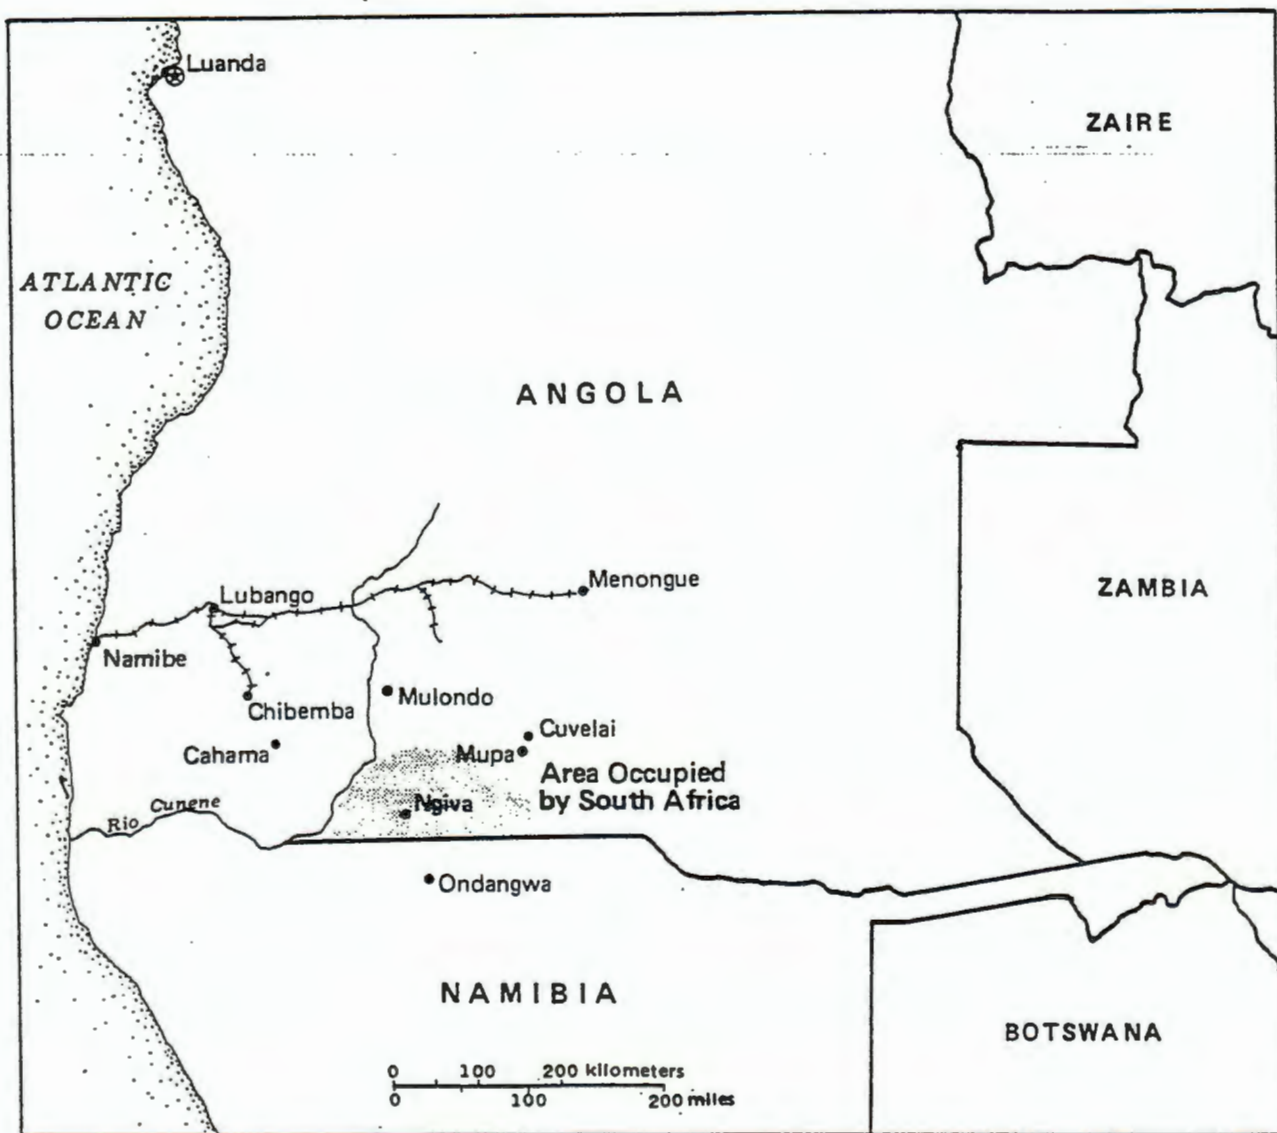 Luanda
ZAIRE
ATLANTIC
OCEAN
ANGOLA
Menongue
Lubango
ZAMBIA
Namibe
Mulondo
Chibemba
Cuvelai
Cahama
Mupa
Area Occupied
by South Africa
Ngiva
Rio Cunene
Ondangwa
NAMIBIA
BOTSWANA
0 100 200 kilometers
0 100 200 miles